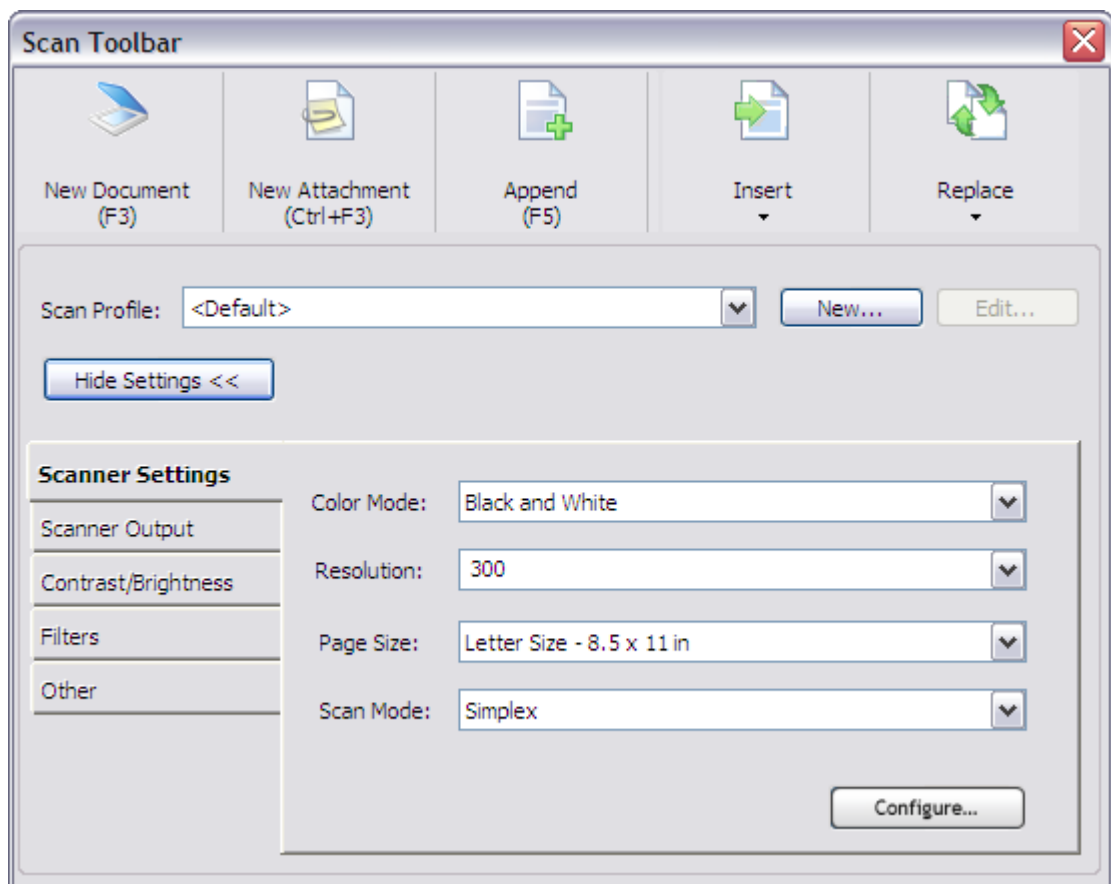 Scan Toolbar
New Document
(F3)
New Attachment
(Ctrl+F3)
Append
(F5)
Insert
Replace
Scan Profile:
<Default>
New...
Edit...
Hide Settings <<
Scanner Settings
Scanner Output
Contrast/Brightness
Filters
Other
Color Mode:
Black and White
Resolution:
300
Page Size:
Letter Size - 8.5 x 11 in
Scan Mode:
Simplex
Configure...